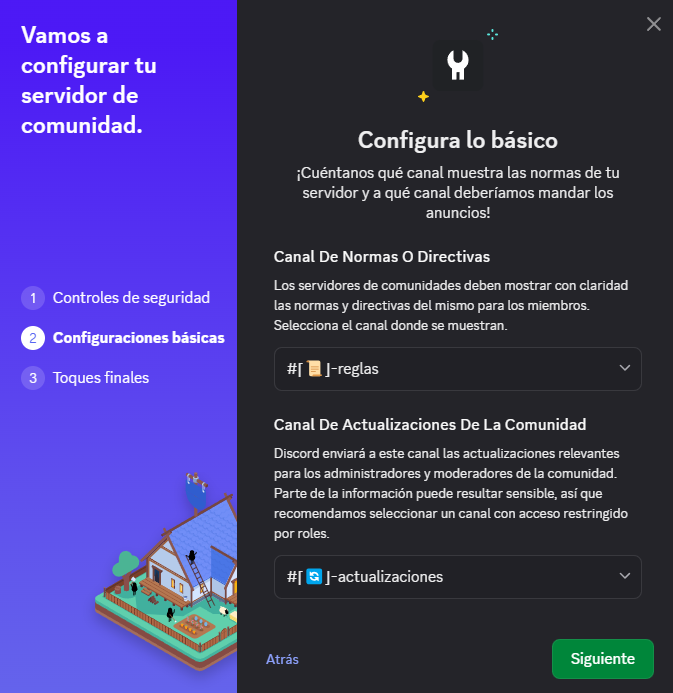 Vamos a
configurar tu
servidor de
comunidad.
1 Controles de seguridad
2 Configuraciones básicas
3 Toques finales
Configura lo básico
¡Cuéntanos qué canal muestra las normas de tu
servidor y a qué canal deberíamos mandar los
anuncios!
Canal De Normas O Directivas
Los servidores de comunidades deben mostrar con claridad
las normas y directivas del mismo para los miembros.
Selecciona el canal donde se muestran.
#⌈📜⌋-reglas
Canal De Actualizaciones De La Comunidad
Discord enviará a este canal las actualizaciones relevantes
para los administradores y moderadores de la comunidad.
Parte de la información puede resultar sensible, así que
recomendamos seleccionar un canal con acceso restringido
por roles.
#⌈🔄⌋-actualizaciones
Atrás
Siguiente